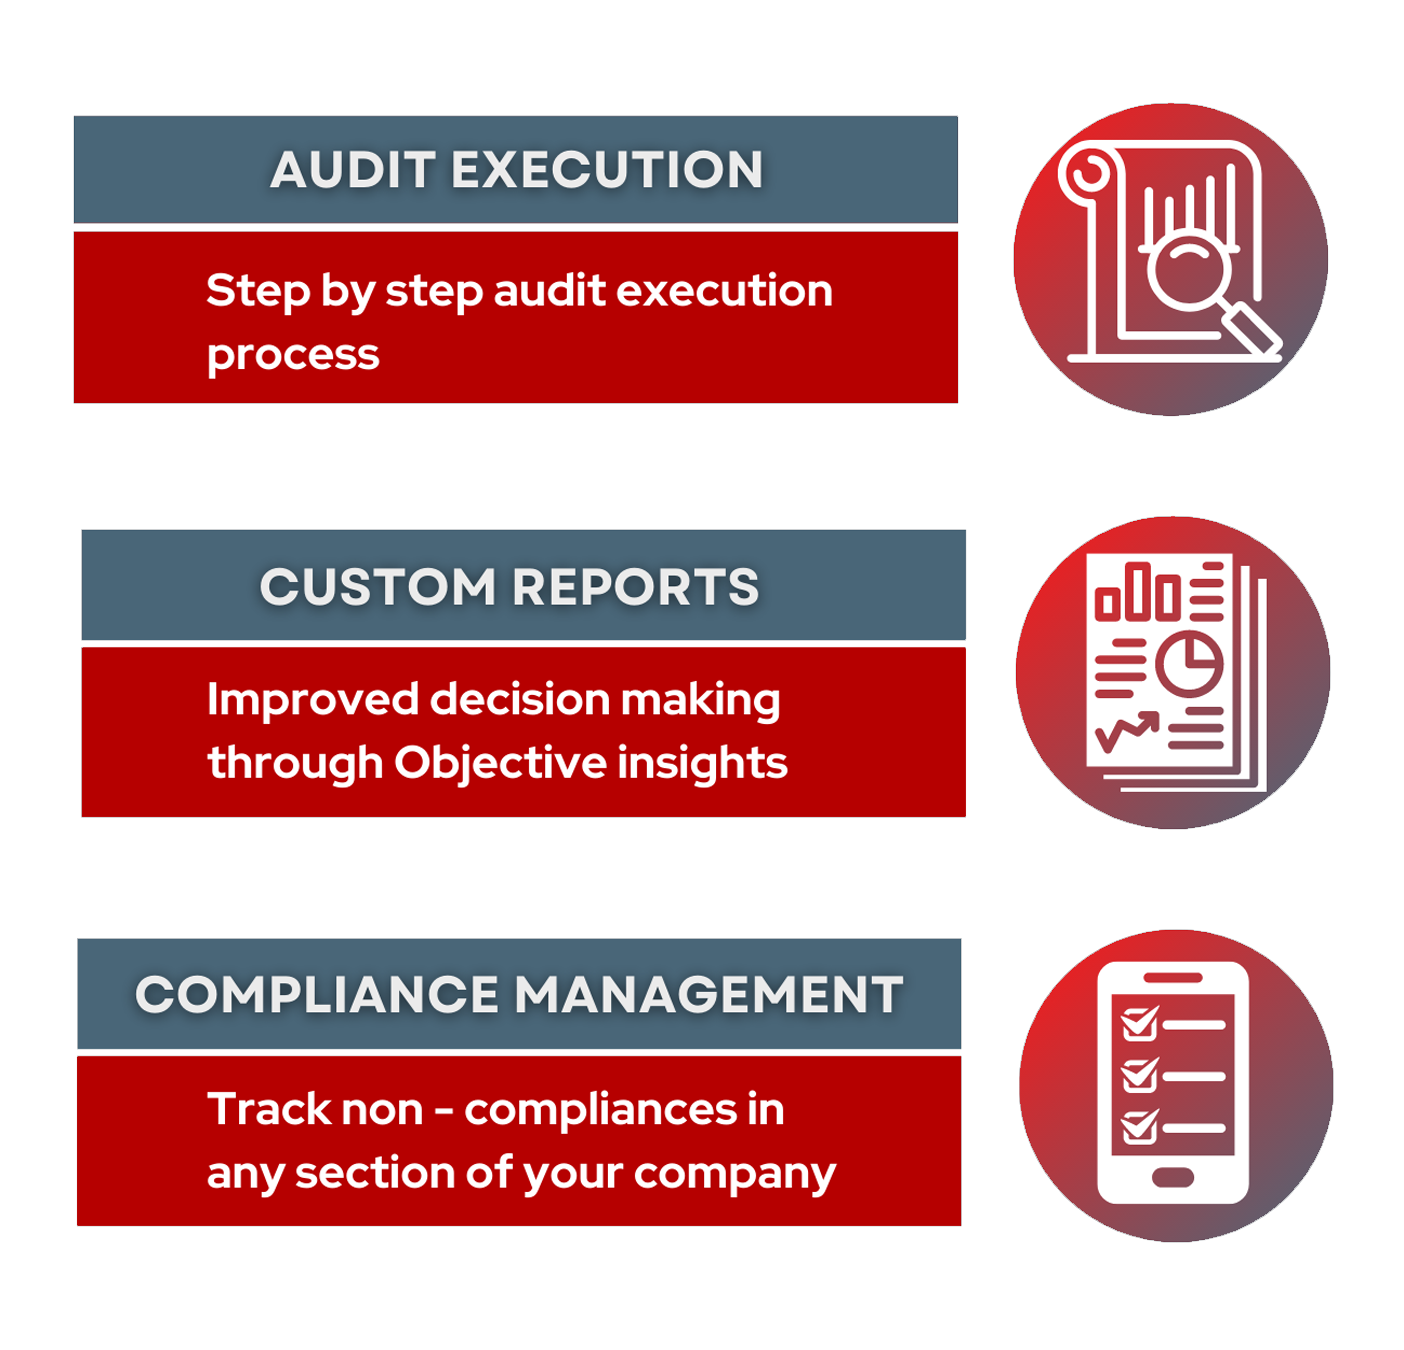 AUDIT EXECUTION
Step by step audit execution
process
CUSTOM REPORTS
Improved decision making
through Objective insights
COMPLIANCE MANAGEMENT
Track non - compliances in
any section of your company